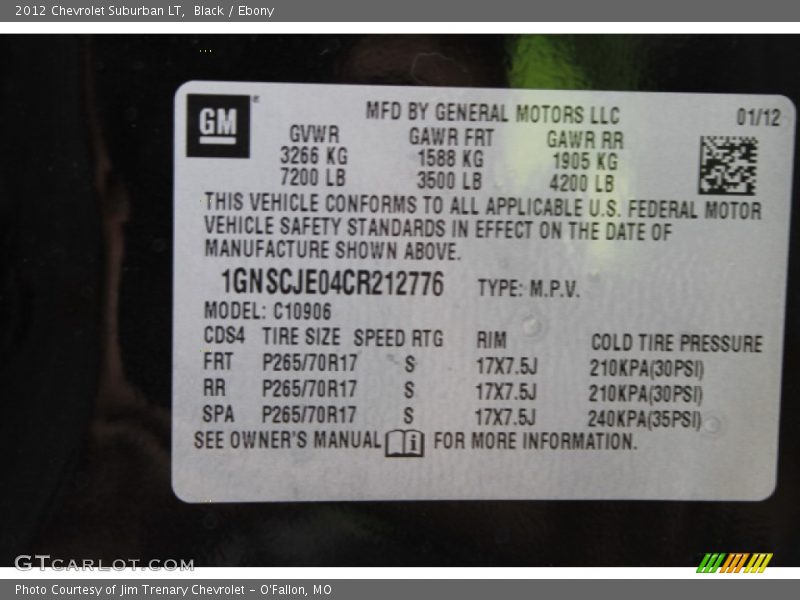 2012 Chevrolet Suburban LT, Black / Ebony
GM
MFD BY GENERAL MOTORS LLC 01/12
GVWR GAWR FRT GAWR RR
3266 KG 1588 KG 1905 KG
7200 LB 3500 LB 4200 LB
THIS VEHICLE CONFORMS TO ALL APPLICABLE U.S. FEDERAL MOTOR
VEHICLE SAFETY STANDARDS IN EFFECT ON THE DATE OF
MANUFACTURE SHOWN ABOVE.
1GNSCJE04CR212776 TYPE: M.P.V.
MODEL: C10906
CDS4 TIRE SIZE SPEED RTG RIM COLD TIRE PRESSURE
FRT P265/70R17 S 17X7.5J 210KPA(30PSI)
RR P265/70R17 S 17X7.5J 210KPA(30PSI)
SPA P265/70R17 S 17X7.5J 240KPA(35PSI)
SEE OWNER'S MANUAL i FOR MORE INFORMATION.
GTCARLOT.COM
Photo Courtesy of Jim Trenary Chevrolet - O'Fallon, MO